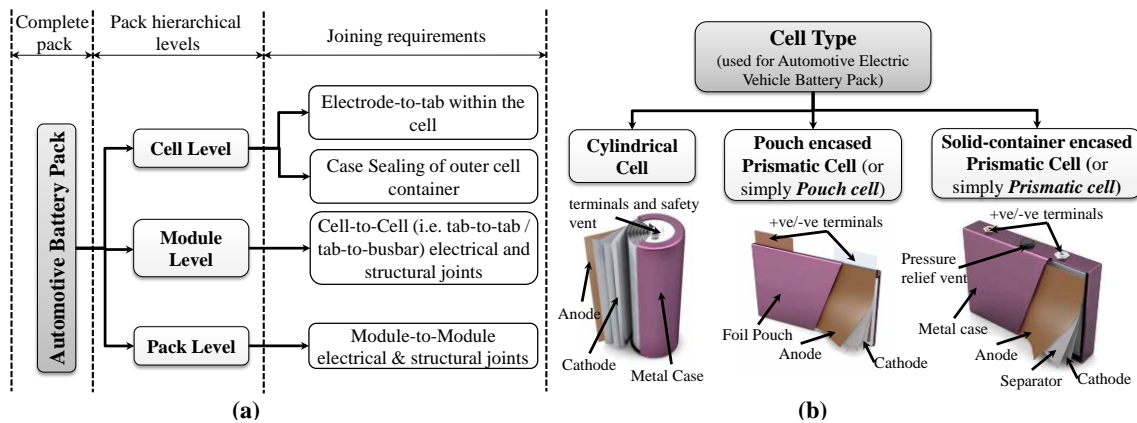 Complete
pack
Pack hierarchical
levels
Joining requirements
Automotive Battery Pack
Cell Level
Module
Level
Pack Level
Electrode-to-tab within the
cell
Case Sealing of outer cell
container
Cell-to-Cell (i.e. tab-to-tab /
tab-to-busbar) electrical and
structural joints
Module-to-Module
electrical & structural joints
(a)
Cell Type
(used for Automotive Electric
Vehicle Battery Pack)
Cylindrical
Cell
Pouch encased
Prismatic Cell (or
simply Pouch cell)
Solid-container encased
Prismatic Cell (or
simply Prismatic cell)
terminals and safety
vent
Anode
Cathode
Metal Case
+ve/-ve terminals
Foil Pouch
Anode
Cathode
+ve/-ve terminals
Pressure
relief vent
Metal case
Anode
Separator
Cathode
(b)